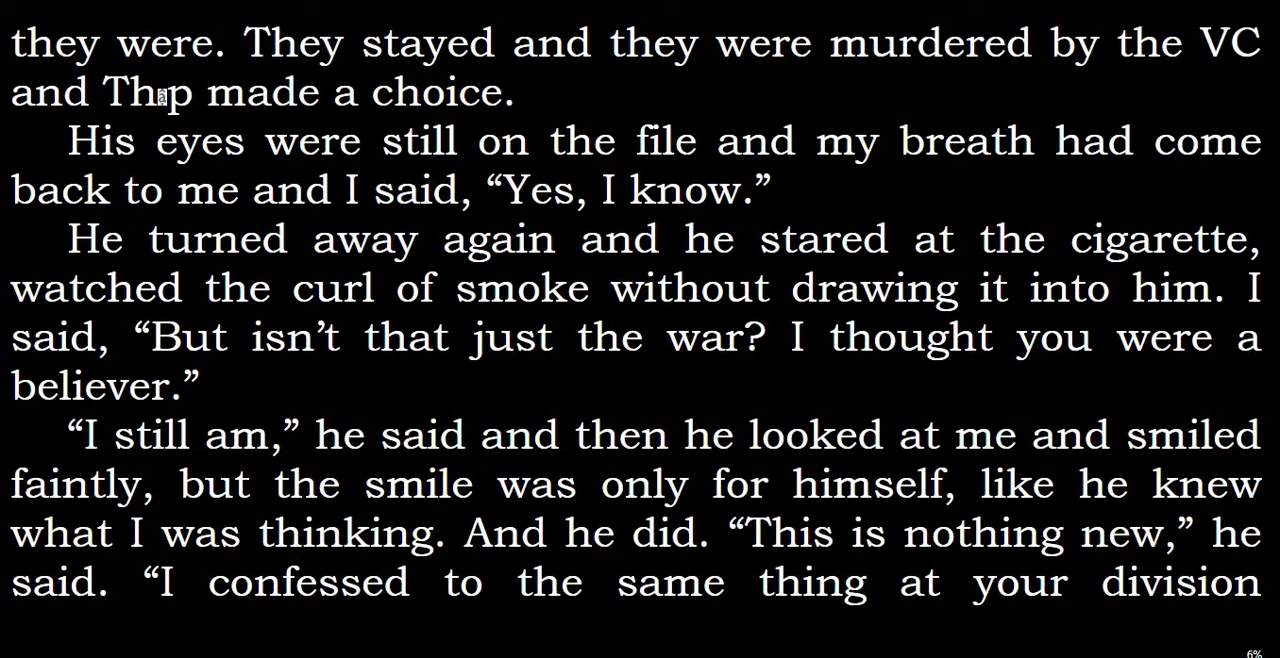 they were. They stayed and they were murdered by the VC
and Thập made a choice.
His eyes were still on the file and my breath had come
back to me and I said, “Yes, I know.”
He turned away again and he stared at the cigarette,
watched the curl of smoke without drawing it into him. I
said, “But isn’t that just the war? I thought you were a
believer.”
“I still am,” he said and then he looked at me and smiled
faintly, but the smile was only for himself, like he knew
what I was thinking. And he did. “This is nothing new,” he
said. “I confessed to the same thing at your division
6%